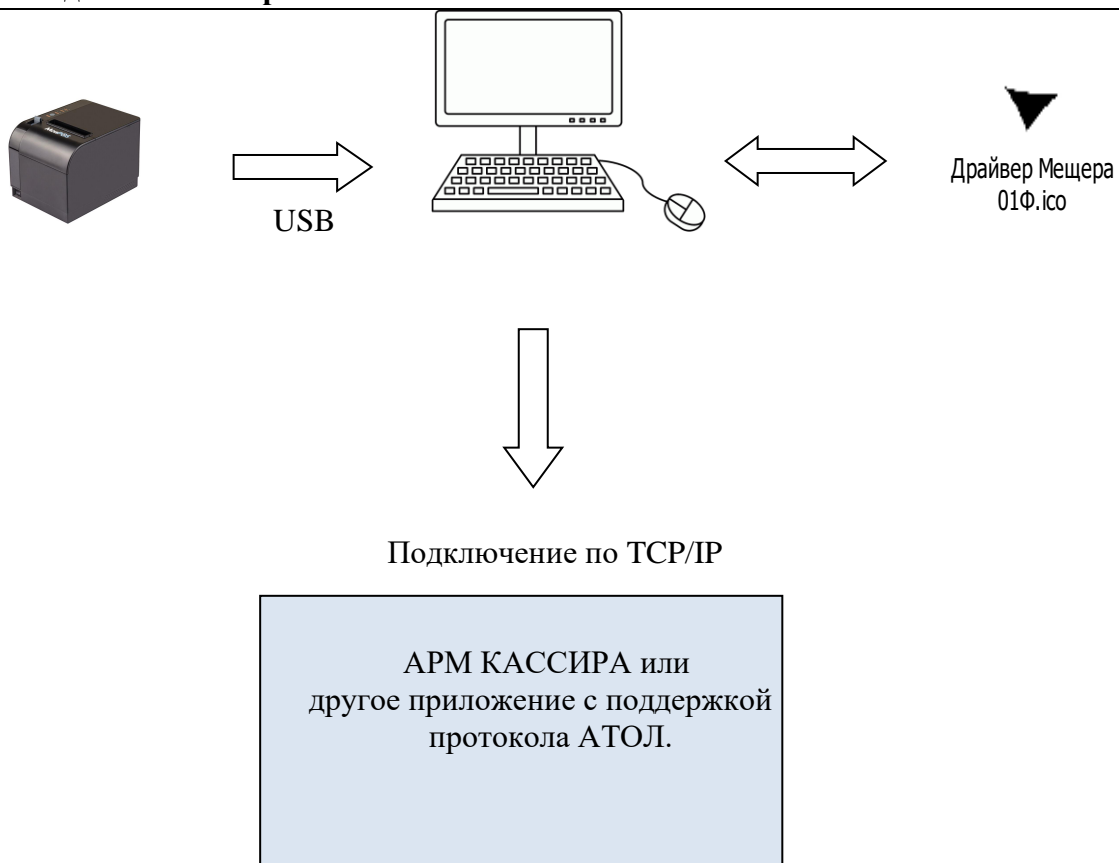 USB
Драйвер Мещера
01Ф.ico
Подключение по TCP/IP
АРМ КАССИРА или
другое приложение с поддержкой
протокола АТОЛ.